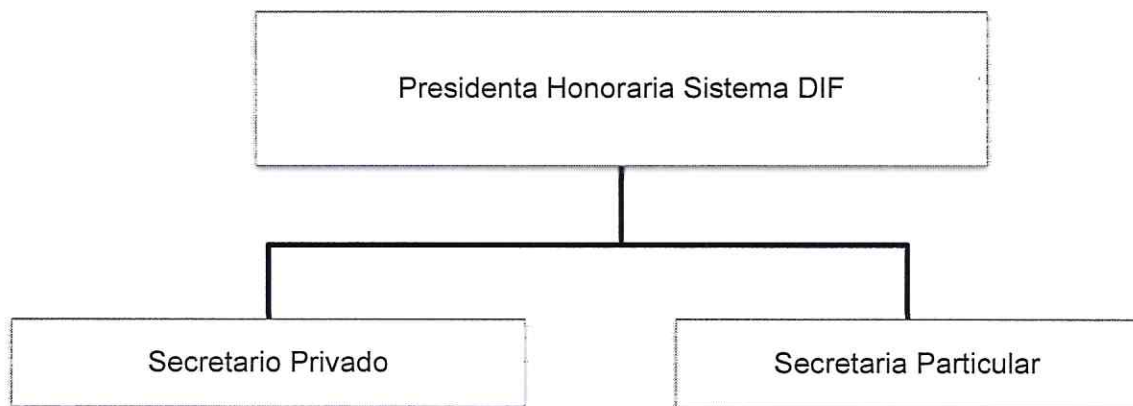 Presidenta Honoraria Sistema DIF
Secretario Privado
Secretaria Particular